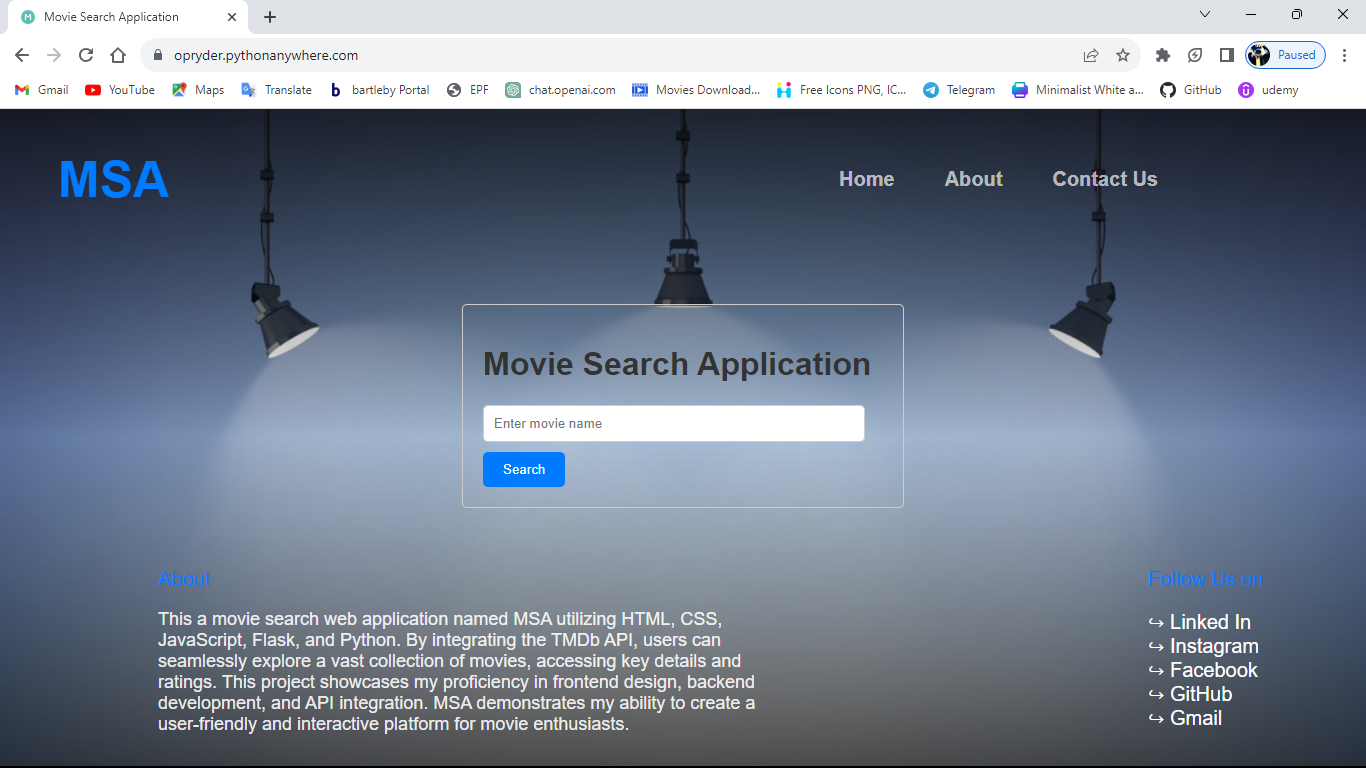 Movie Search Application
opryder.pythonanywhere.com
Paused
Gmail
YouTube
Maps
Translate
bartleby Portal
EPF
chat.openai.com
Movies Download...
Free Icons PNG, IC...
Telegram
Minimalist White a...
GitHub
udemy
MSA
Home
About
Contact Us
Movie Search Application
Enter movie name
Search
About
This a movie search web application named MSA utilizing HTML, CSS,
JavaScript, Flask, and Python. By integrating the TMDb API, users can
seamlessly explore a vast collection of movies, accessing key details and
ratings. This project showcases my proficiency in frontend design, backend
development, and API integration. MSA demonstrates my ability to create a
user-friendly and interactive platform for movie enthusiasts.
Follow Us on
↪ Linked In
↪ Instagram
↪ Facebook
↪ GitHub
↪ Gmail